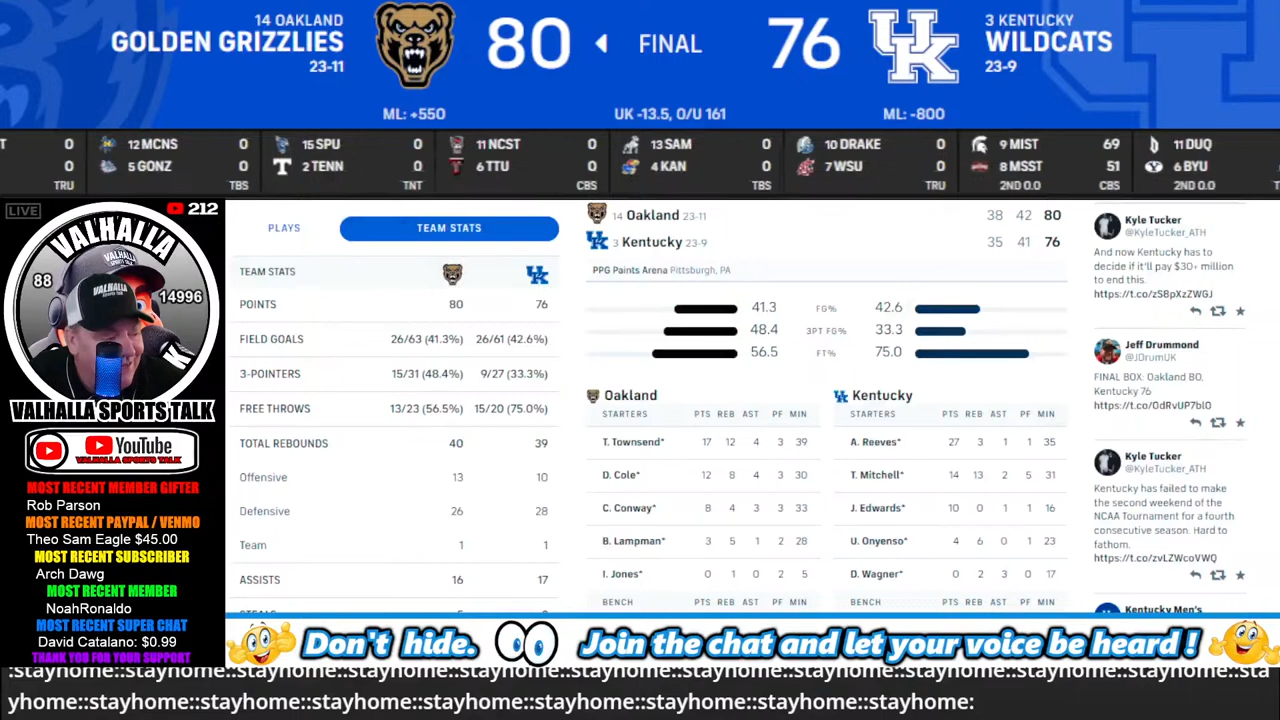 14 OAKLAND
GOLDEN GRIZZLIES
23-11
80
FINAL
76
3 KENTUCKY
WILDCATS
23-9
ML: +550
UK -13.5, O/U 161
ML: -800
T 0
0
TRU
12 MCNS 0
5 GONZ 0
TBS
15 SPU 0
2 TENN 0
TNT
11 NCST 0
6 TTU 0
CBS
13 SAM 0
4 KAN 0
TBS
10 DRAKE 0
7 WSU 0
TRU
9 MIST 69
8 MSST 51
2ND 0.0 CBS
11 DUQ
6 BYU
2ND 0.0
LIVE
212
VALHALLA
88
14996
VALHALLA SPORTS TALK
YouTube
VALHALLA SPORTS TALK
MOST RECENT MEMBER GIFTER
Rob Parson
MOST RECENT PAYPAL / VENMO
Theo Sam Eagle $45.00
MOST RECENT SUBSCRIBER
Arch Dawg
MOST RECENT MEMBER
NoahRonaldo
MOST RECENT SUPER CHAT
David Catalano: $0.99
THANK YOU FOR YOUR SUPPORT
PLAYS TEAM STATS
TEAM STATS
POINTS 80 76
FIELD GOALS 26/63 (41.3%) 26/61 (42.6%)
3-POINTERS 15/31 (48.4%) 9/27 (33.3%)
FREE THROWS 13/23 (56.5%) 15/20 (75.0%)
TOTAL REBOUNDS 40 39
Offensive 13 10
Defensive 26 28
Team 1 1
ASSISTS 16 17
14 Oakland 23-11 38 42 80
3 Kentucky 23-9 35 41 76
PPG Paints Arena Pittsburgh, PA
41.3 FG% 42.6
48.4 3PT FG% 33.3
56.5 FT% 75.0
Oakland
STARTERS PTS REB AST PF MIN
T. Townsend* 17 12 4 3 39
D. Cole* 12 8 4 3 30
C. Conway* 8 4 3 3 33
B. Lampman* 3 5 1 2 28
I. Jones* 0 1 0 2 5
BENCH PTS REB AST PF MIN
Kentucky
STARTERS PTS REB AST PF MIN
A. Reeves* 27 3 1 1 35
T. Mitchell* 14 13 2 5 31
J. Edwards* 10 0 1 1 16
U. Onyenso* 4 6 0 1 23
D. Wagner* 0 2 3 0 17
BENCH PTS REB AST PF MIN
Kyle Tucker
@KyleTucker_ATH
And now Kentucky has to
decide if it'll pay $30+ million
to end this.
https://t.co/zS8pXzZWGJ
Jeff Drummond
@JDrumUK
FINAL BOX: Oakland 80,
Kentucky 76
https://t.co/0dRvUP7bl0
Kyle Tucker
@KyleTucker_ATH
Kentucky has failed to make
the second weekend of the
NCAA Tournament for a fourth
consecutive season. Hard to
fathom.
https://t.co/zvLZWcoVWQ
Kentucky Men's
Don't hide. Join the chat and let your voice be heard !
:stayhome::stayhome::stayhome::stayhome::stayhome::stayhome::stayhome::stayhome::stayhome::stayhome::stayhome::sta
yhome::stayhome::stayhome::stayhome::stayhome::stayhome::stayhome::stayhome::stayhome: